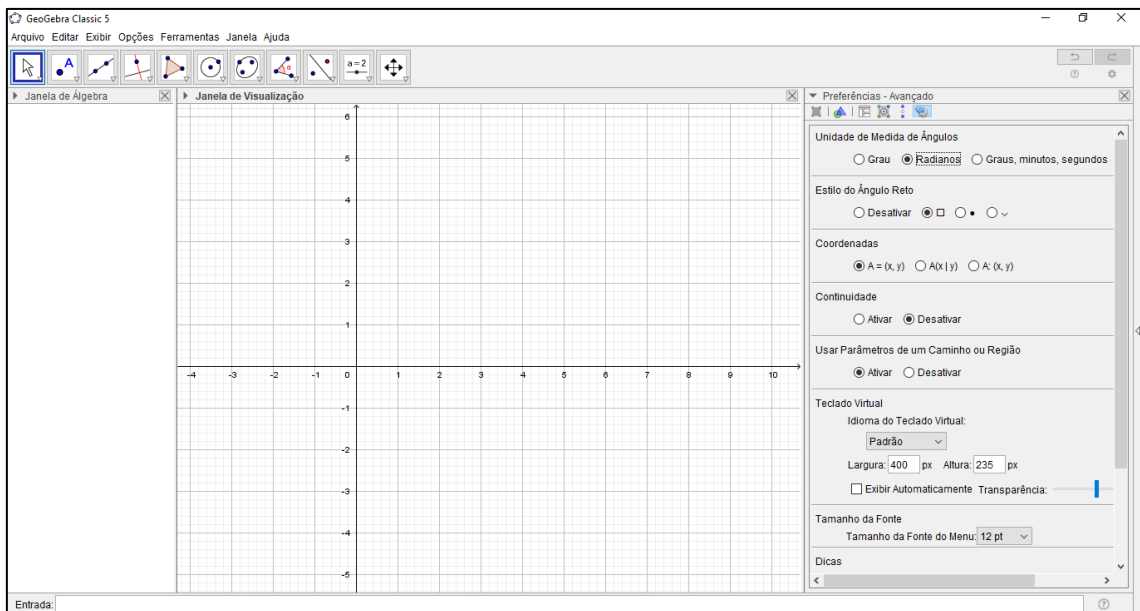 GeoGebra Classic 5
Arquivo Editar Exibir Opções Ferramentas Janela Ajuda
A
α
a=2
Janela de Álgebra
Janela de Visualização
6
5
4
3
2
1
-4 -3 -2 -1 0 1 2 3 4 5 6 7 8 9 10
-1
-2
-3
-4
-5
Preferências - Avançado
Unidade de Medida de Ângulos
Grau Radianos Graus, minutos, segundos
Estilo do Ângulo Reto
Desativar
Coordenadas
A = (x, y) A(x | y) A: (x, y)
Continuidade
Ativar Desativar
Usar Parâmetros de um Caminho ou Região
Ativar Desativar
Teclado Virtual
Idioma do Teclado Virtual:
Padrão
Largura: 400 px Altura: 235 px
Exibir Automaticamente Transparência:
Tamanho da Fonte
Tamanho da Fonte do Menu: 12 pt
Dicas
Entrada: